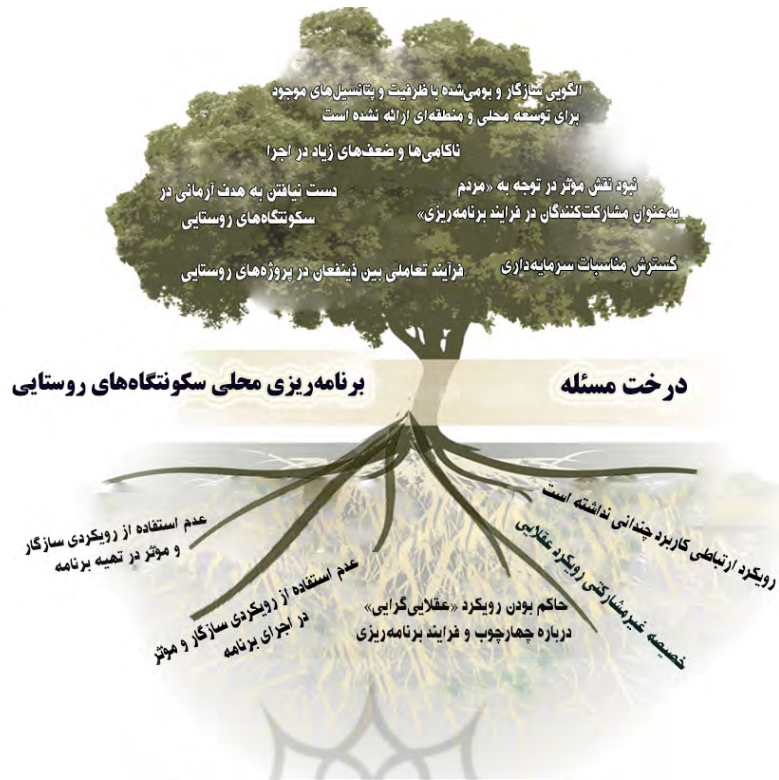 الگویی سازگار و بومی‌شده با ظرفیت و پتانسیل‌های موجود
برای توسعه محلی و منطقه‌ای ارائه نشده است
ناکامی‌ها و ضعف‌های زیاد در اجرا
نبود نقش مؤثر در توجه به «مردم
به‌عنوان مشارکت‌کنندگان در فرایند برنامه‌ریزی»
دست نیافتن به هدف آرمانی در
سکونتگاه‌های روستایی
گسترش مناسبات سرمایه‌داری
فرآیند تعاملی بین ذینفعان در پروژه‌های روستایی
درخت مسئله
برنامه‌ریزی محلی سکونتگاه‌های روستایی
رویکرد ارتباطی کاربرد چندانی نداشته است
خصیصه غیرمشارکتی رویکرد عقلایی
حاکم بودن رویکرد «عقلایی‌گرایی»
درباره چهارچوب و فرایند برنامه‌ریزی
عدم استفاده از رویکردی سازگار و مؤثر
در اجرای برنامه
عدم استفاده از رویکردی سازگار
و مؤثر در تهیه برنامه